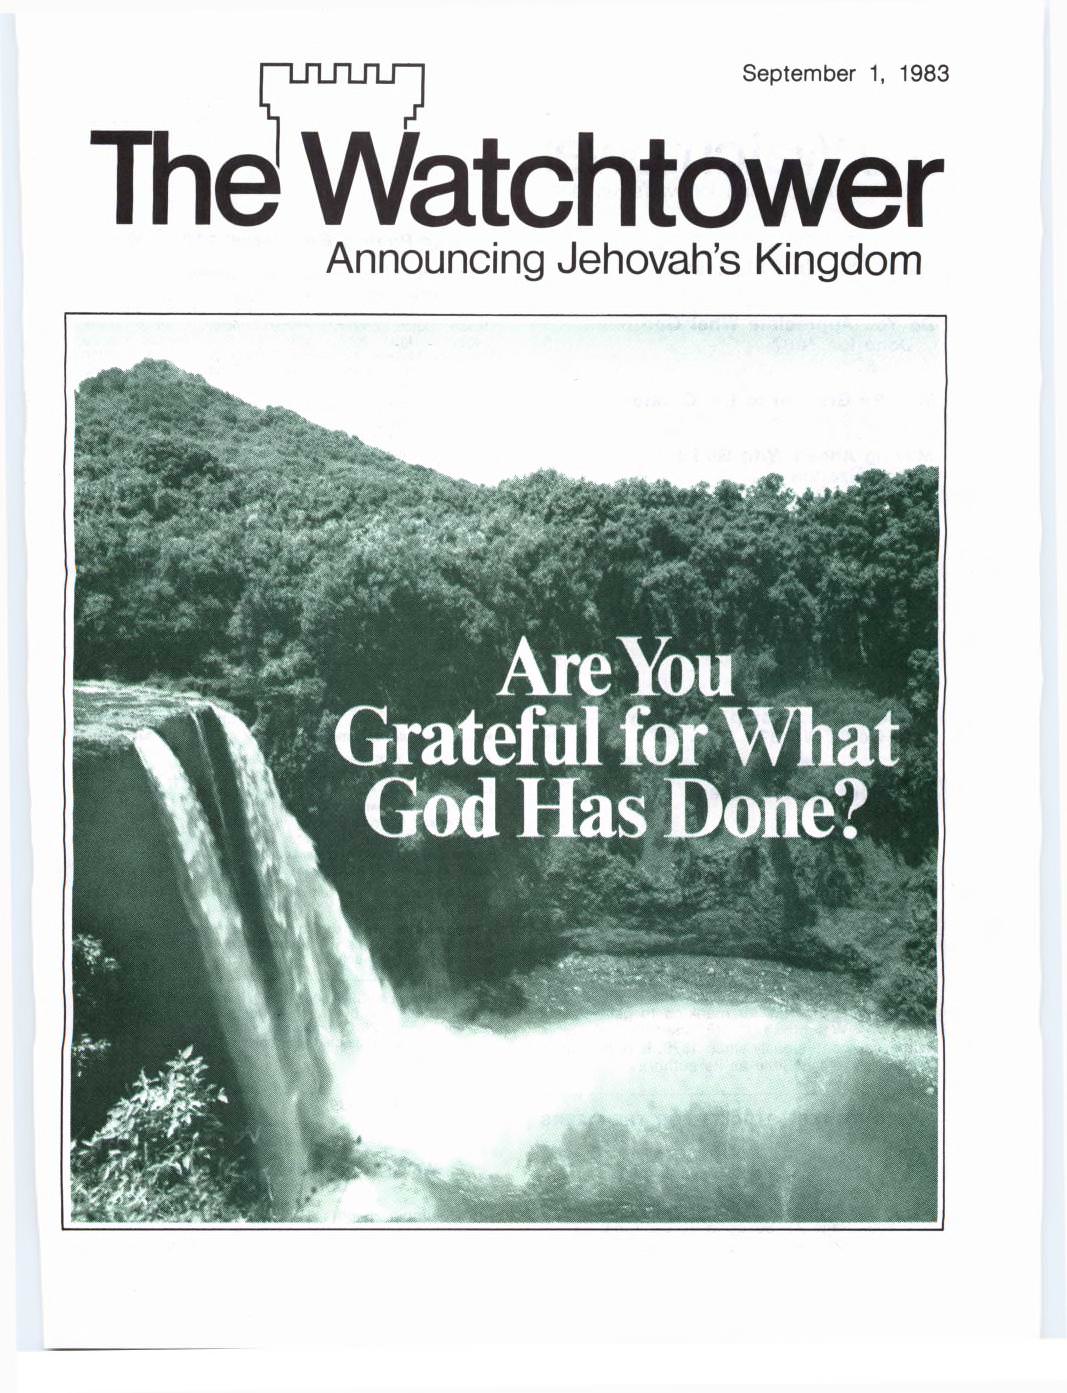 September 1, 1983
The Watchtower
Announcing Jehovah's Kingdom
Are You
Grateful for What
God Has Done?